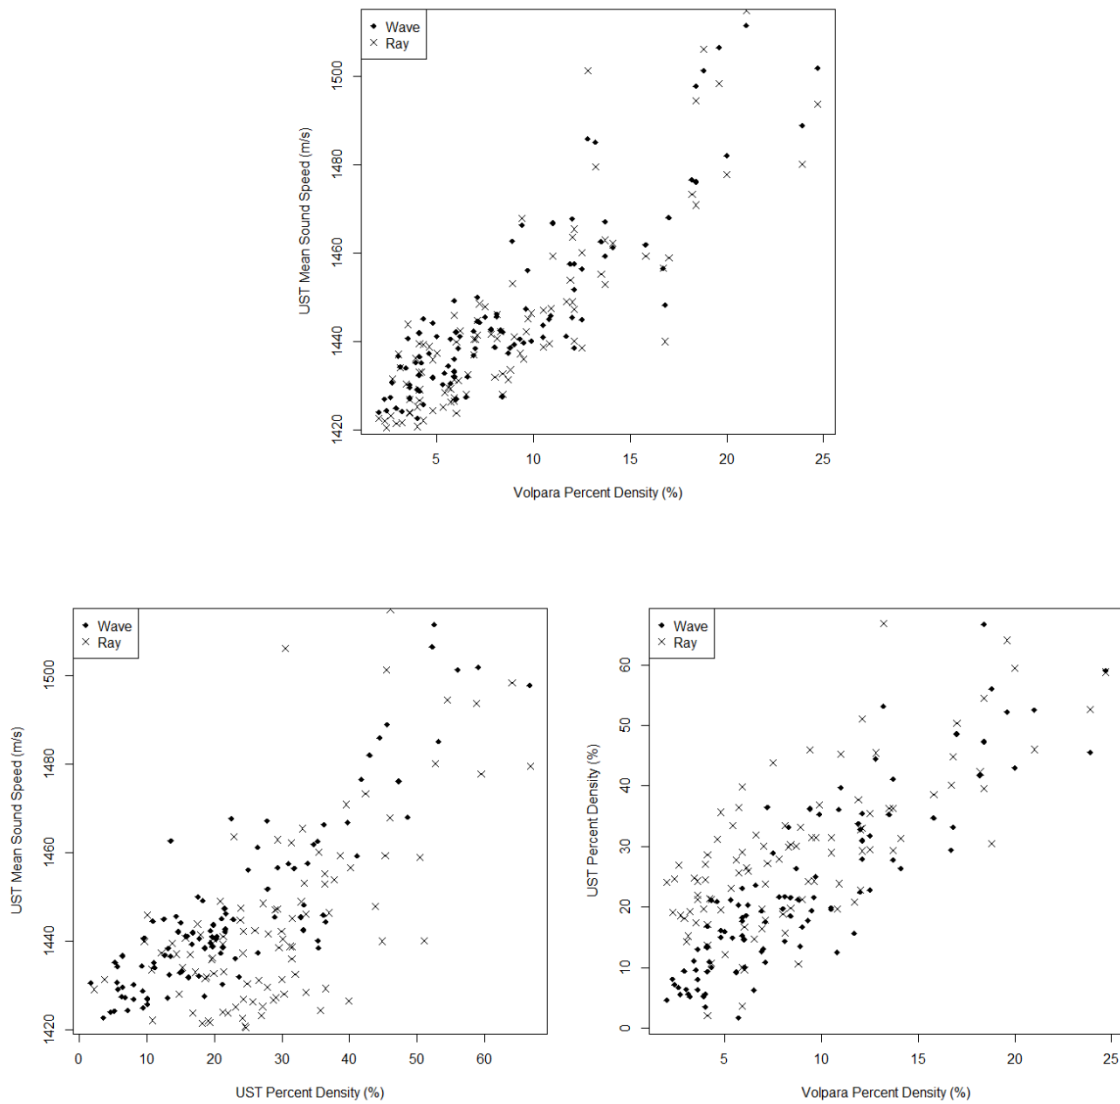 Wave
Ray
1500
1480
1460
1440
1420
UST Mean Sound Speed (m/s)
5 10 15 20 25
Volpara Percent Density (%)
Wave
Ray
1500
1480
1460
1440
1420
UST Mean Sound Speed (m/s)
0 10 20 30 40 50 60
UST Percent Density (%)
Wave
Ray
60
50
40
30
20
10
0
UST Percent Density (%)
5 10 15 20 25
Volpara Percent Density (%)